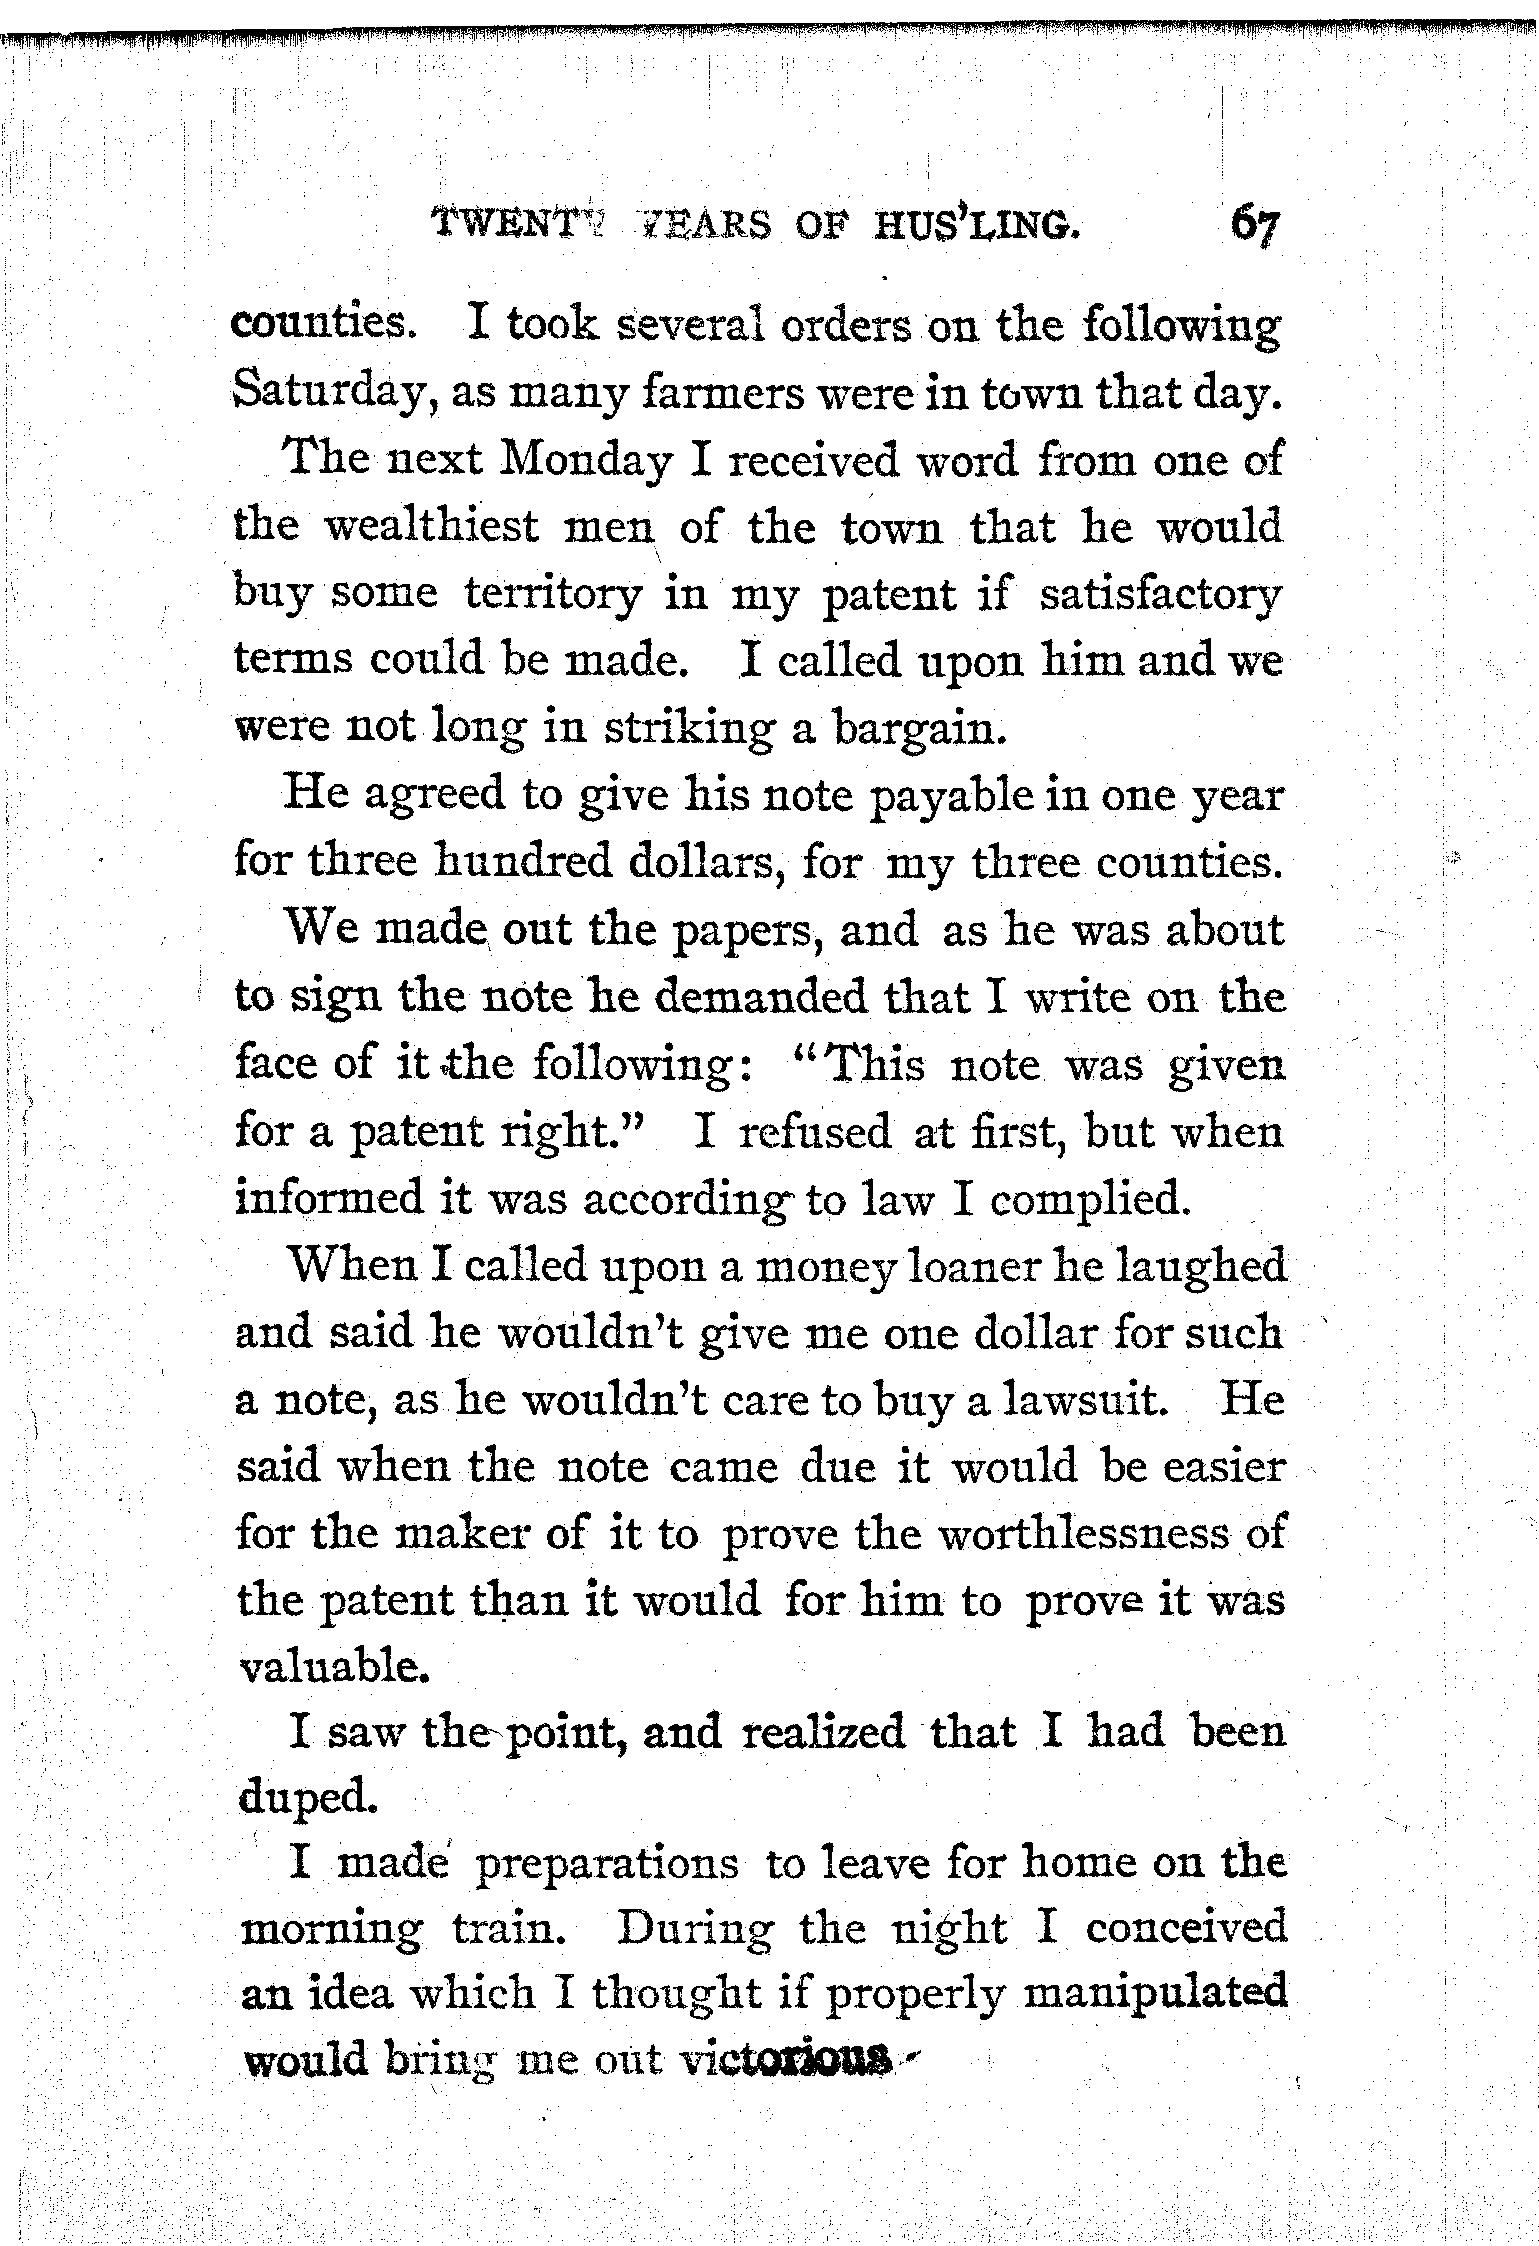 TWENTY YEARS OF HUS'LING. 67
counties. I took several orders on the following
Saturday, as many farmers were in town that day.
The next Monday I received word from one of
the wealthiest men of the town that he would
buy some territory in my patent if satisfactory
terms could be made. I called upon him and we
were not long in striking a bargain.
He agreed to give his note payable in one year
for three hundred dollars, for my three counties.
We made out the papers, and as he was about
to sign the note he demanded that I write on the
face of it the following: "This note was given
for a patent right." I refused at first, but when
informed it was according to law I complied.
When I called upon a money loaner he laughed
and said he wouldn't give me one dollar for such
a note, as he wouldn't care to buy a lawsuit. He
said when the note came due it would be easier
for the maker of it to prove the worthlessness of
the patent than it would for him to prove it was
valuable.
I saw the point, and realized that I had been
duped.
I made preparations to leave for home on the
morning train. During the night I conceived
an idea which I thought if properly manipulated
would bring me out victorious.